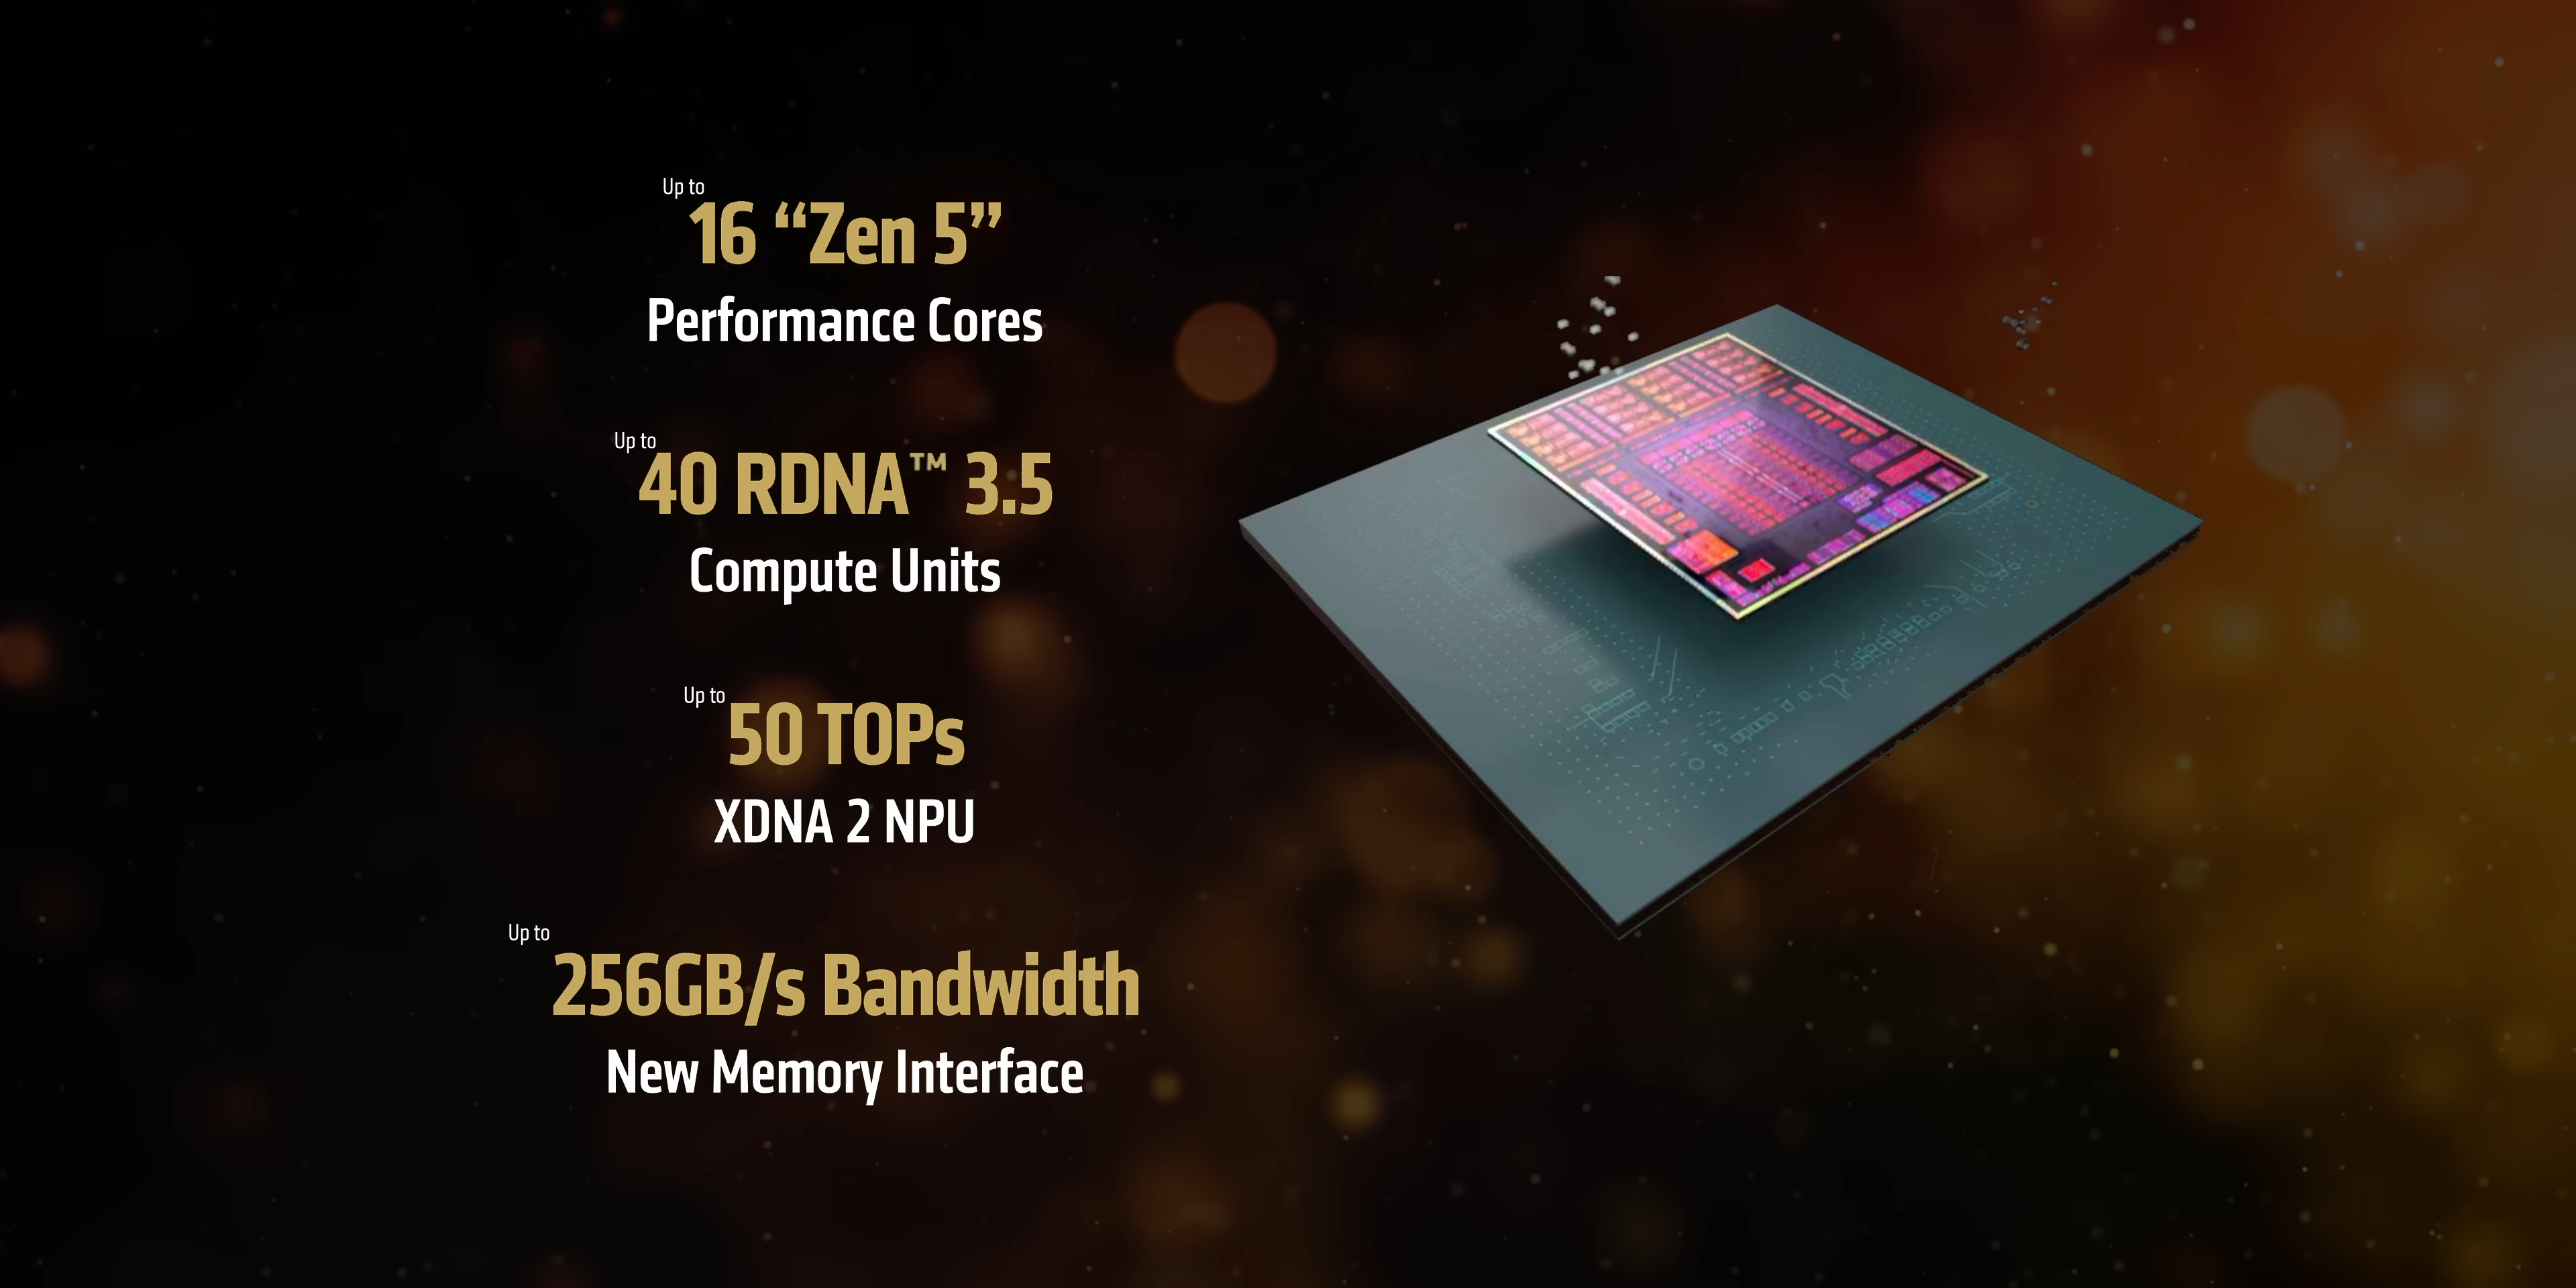 Up to
16 “Zen 5”
Performance Cores
Up to
40 RDNA™ 3.5
Compute Units
Up to
50 TOPs
XDNA 2 NPU
Up to
256GB/s Bandwidth
New Memory Interface